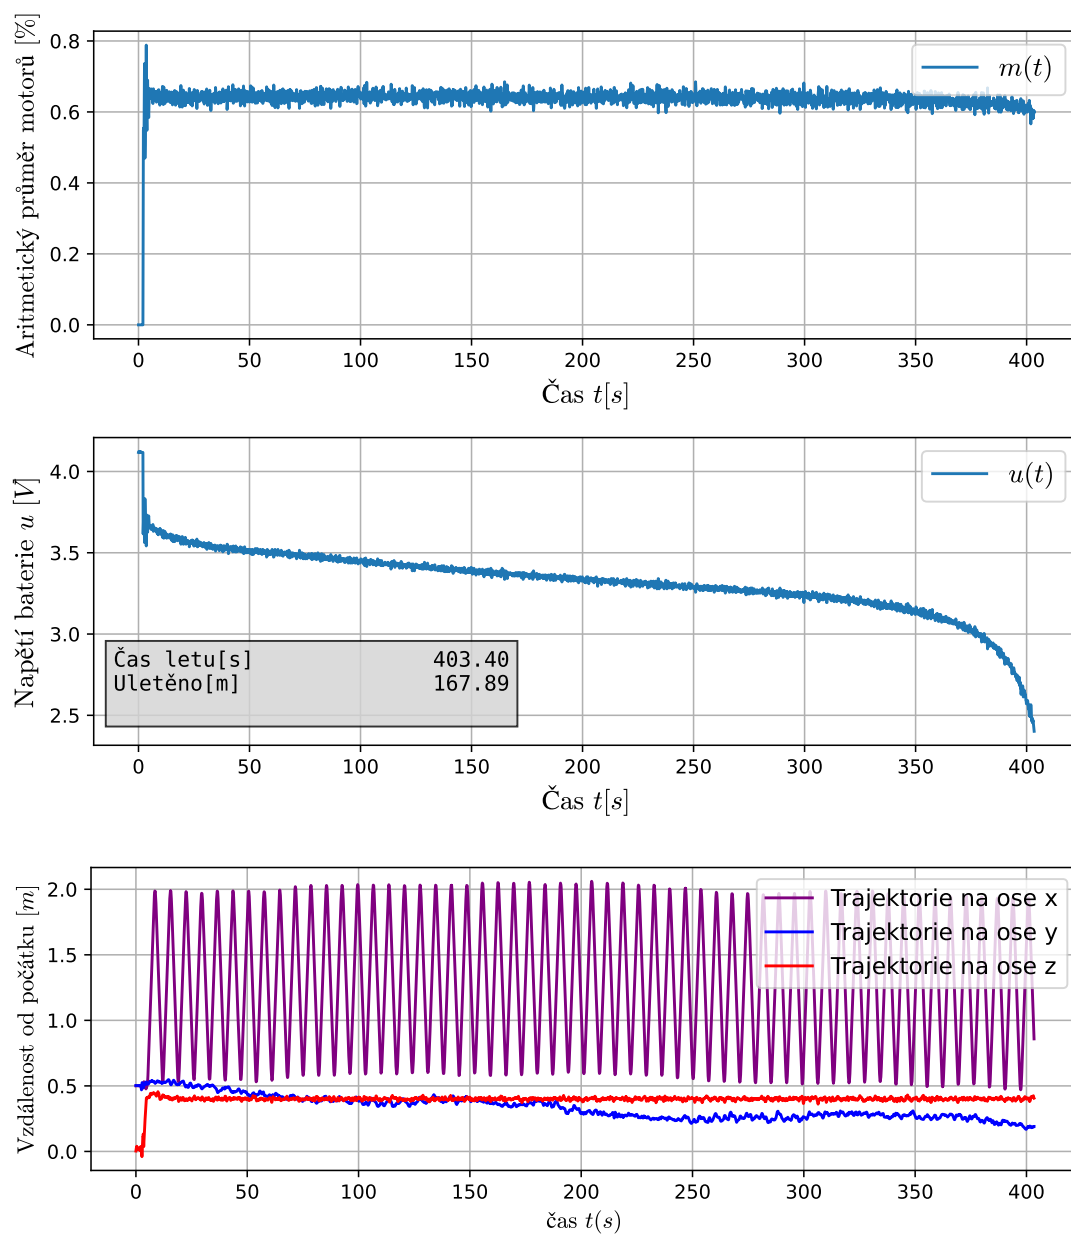 Aritmetický průměr motorů [%]
0.8
0.6
0.4
0.2
0.0
m(t)
0 50 100 150 200 250 300 350 400
Čas t[s]
Napětí baterie u [V]
4.0
3.5
3.0
2.5
u(t)
Čas letu[s] 403.40
Uletěno[m] 167.89
0 50 100 150 200 250 300 350 400
Čas t[s]
Vzdálenost od počátku [m]
2.0
1.5
1.0
0.5
0.0
Trajektorie na ose x
Trajektorie na ose y
Trajektorie na ose z
0 50 100 150 200 250 300 350 400
čas t(s)